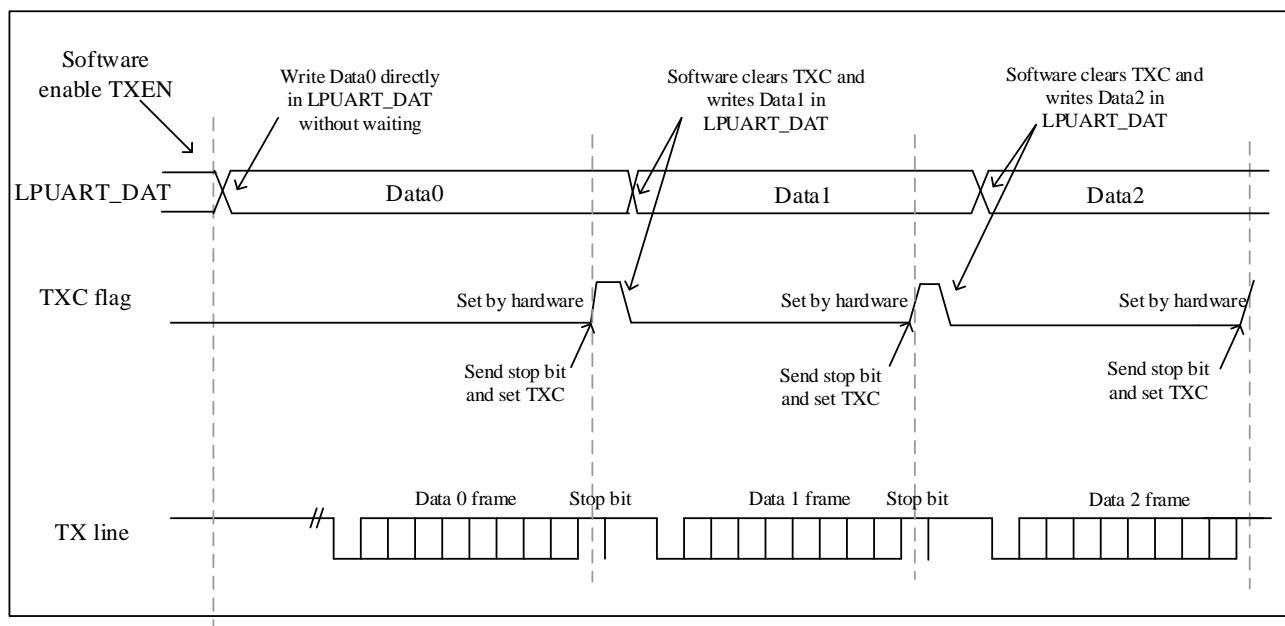 Software
enable TXEN
Write Data0 directly
in LPUART_DAT
without waiting
Software clears TXC and
writes Data1 in
LPUART_DAT
Software clears TXC and
writes Data2 in
LPUART_DAT
LPUART_DAT
Data0
Data1
Data2
TXC flag
Set by hardware
Set by hardware
Set by hardware
Send stop bit
and set TXC
Send stop bit
and set TXC
Send stop bit
and set TXC
Data 0 frame
Stop bit
Data 1 frame
Stop bit
Data 2 frame
TX line